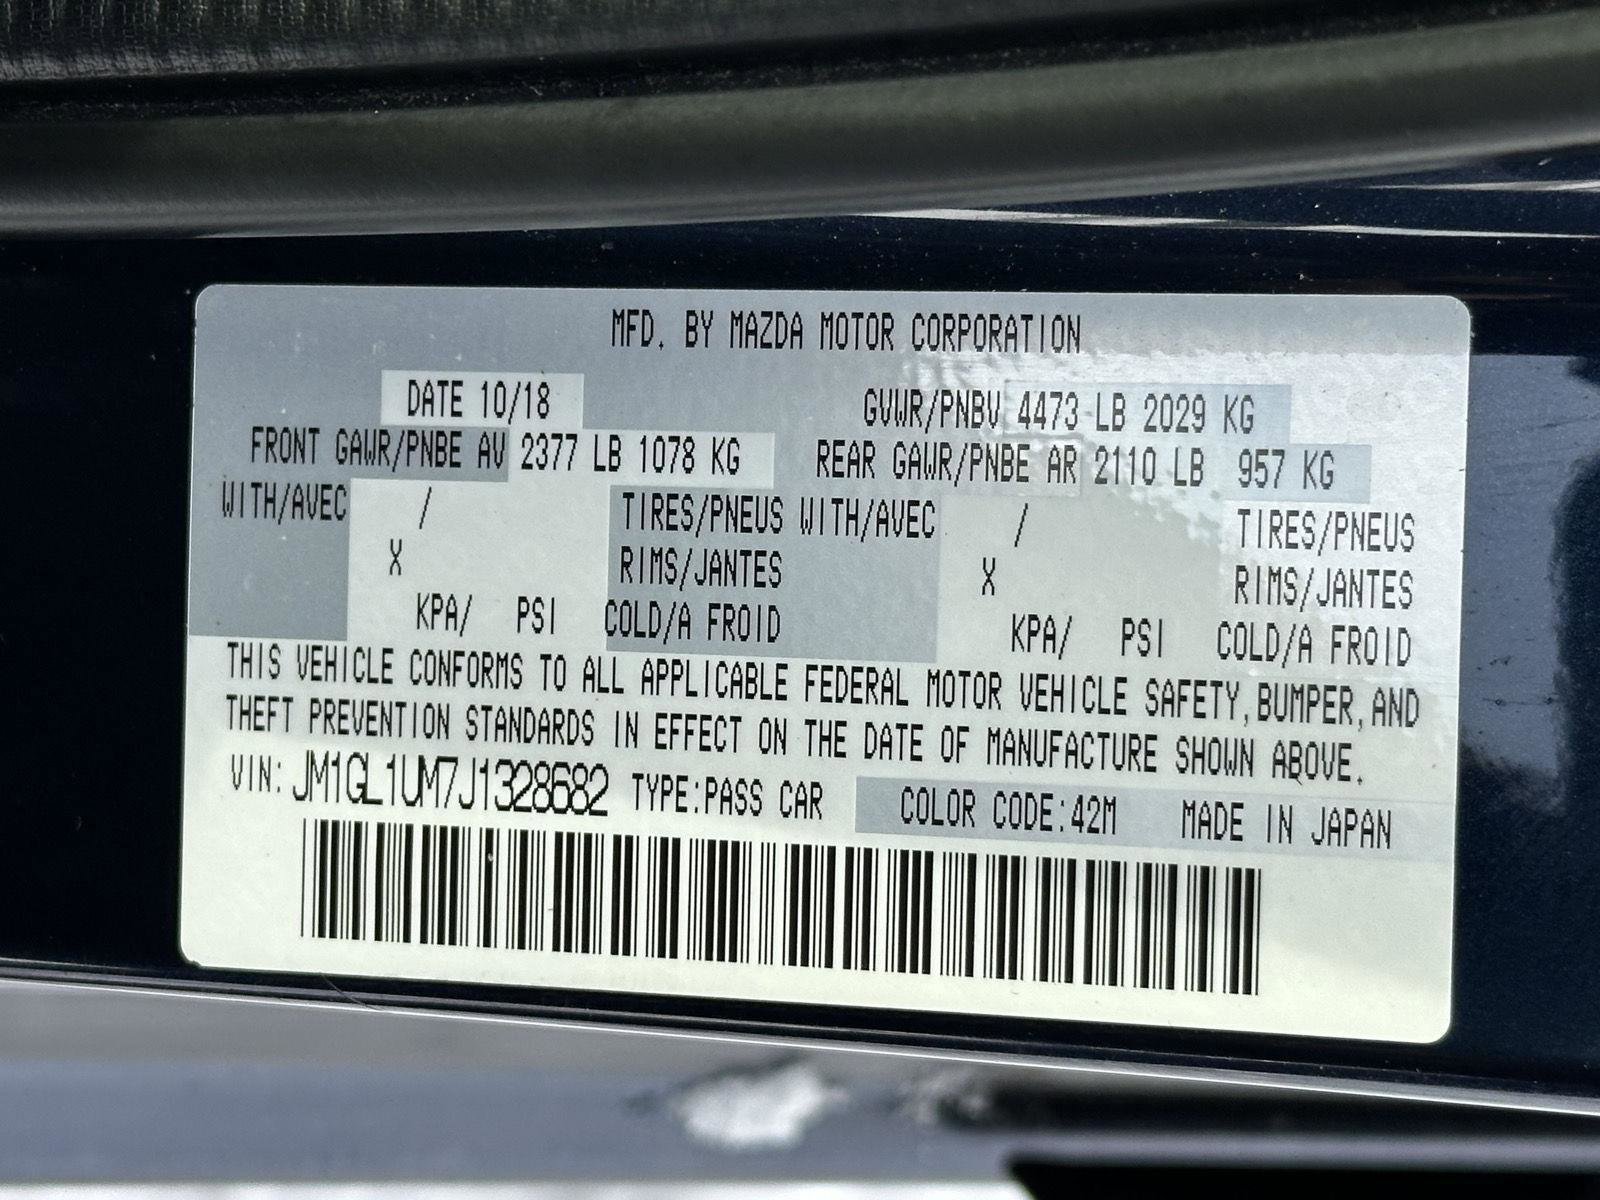 MFD. BY MAZDA MOTOR CORPORATION
DATE 10/18 GVWR/PNBV 4473 LB 2029 KG
FRONT GAWR/PNBE AV 2377 LB 1078 KG REAR GAWR/PNBE AR 2110 LB 957 KG
WITH/AVEC / TIRES/PNEUS WITH/AVEC / TIRES/PNEUS
X RIMS/JANTES X RIMS/JANTES
KPA/ PSI COLD/A FROID KPA/ PSI COLD/A FROID
THIS VEHICLE CONFORMS TO ALL APPLICABLE FEDERAL MOTOR VEHICLE SAFETY, BUMPER, AND
THEFT PREVENTION STANDARDS IN EFFECT ON THE DATE OF MANUFACTURE SHOWN ABOVE.
VIN: JM1GL1UM7J1328682 TYPE:PASS CAR COLOR CODE:42M MADE IN JAPAN